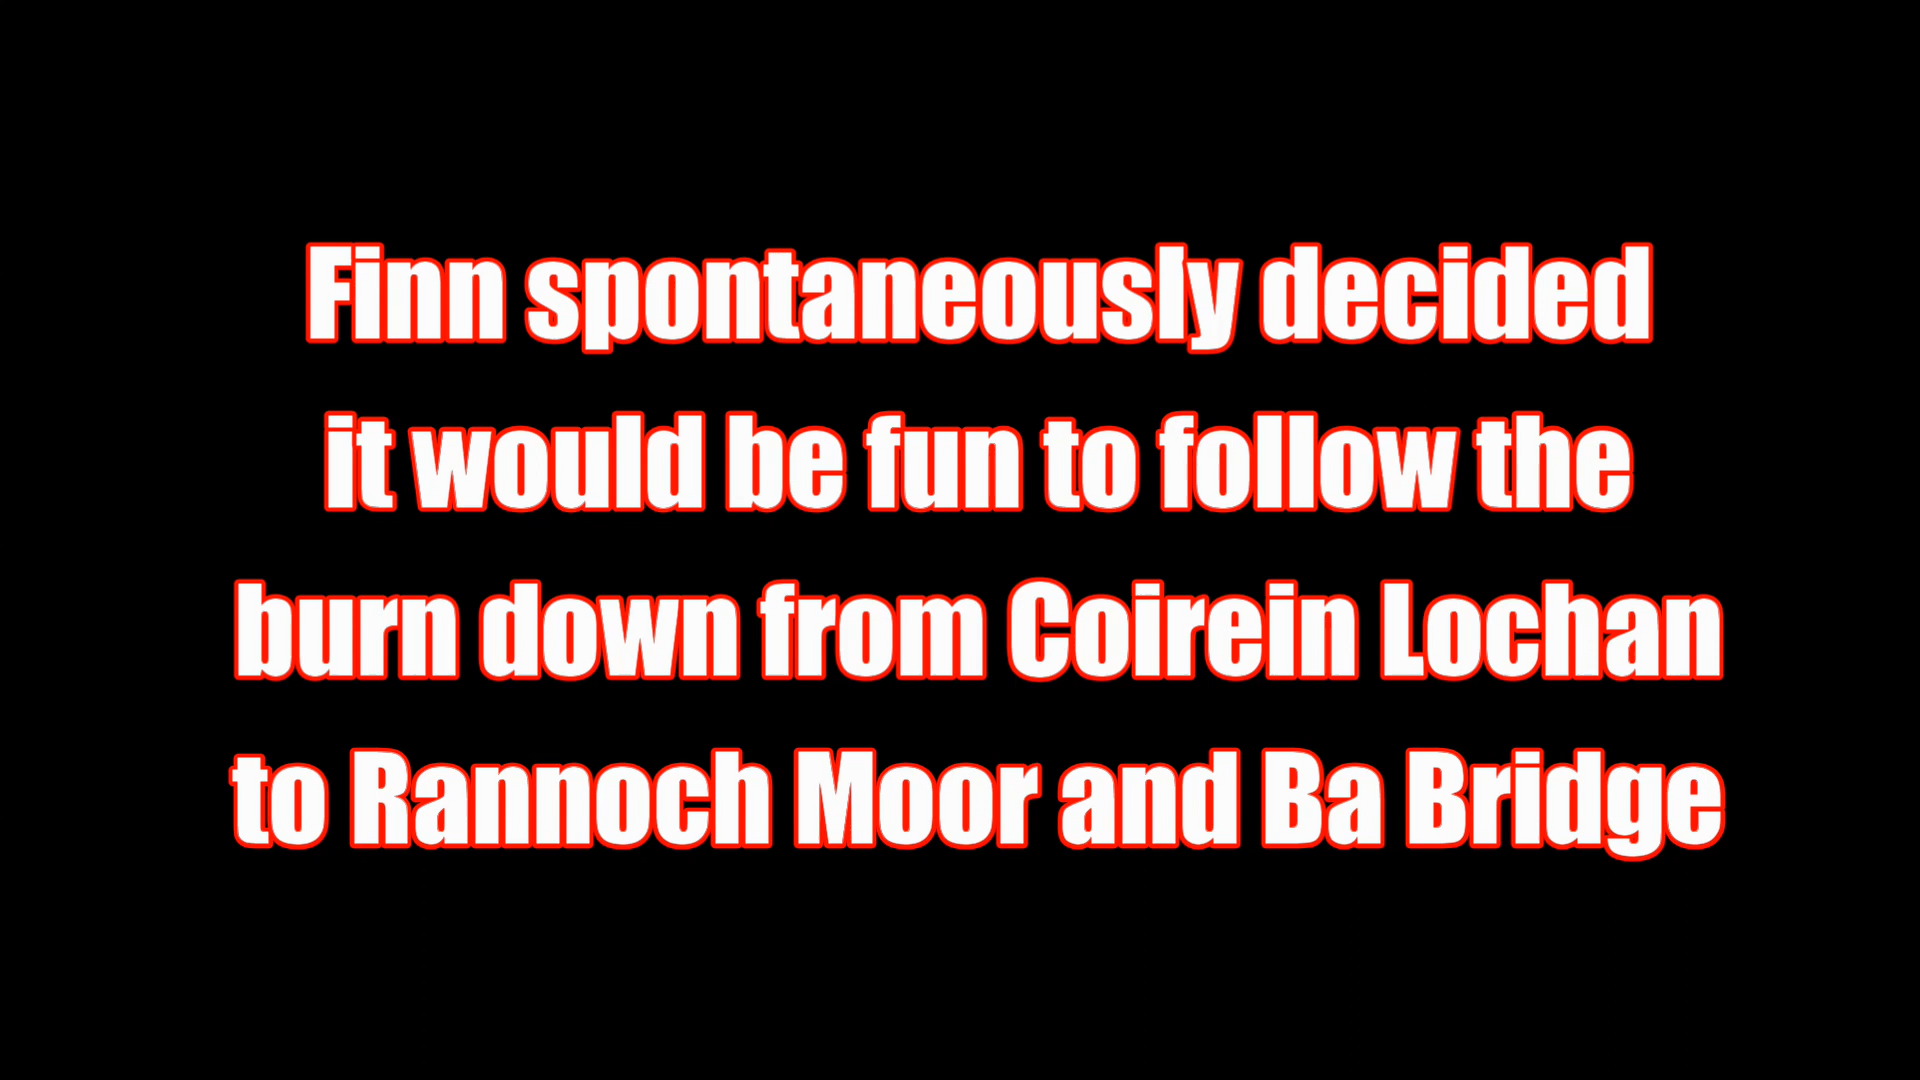 Finn spontaneously decided
it would be fun to follow the
burn down from Coirein Lochan
to Rannoch Moor and Ba Bridge